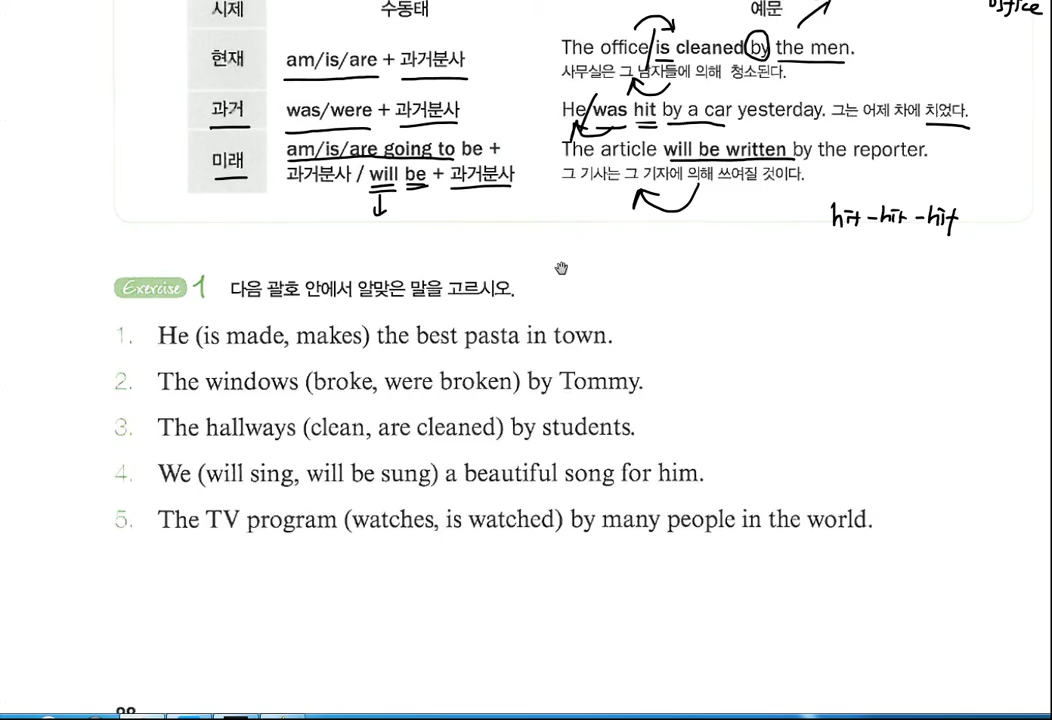 시제 수동태 예문 office
현재 am/is/are + 과거분사 The office is cleaned by the men.
사무실은 그 남자들에 의해 청소된다.
과거 was/were + 과거분사 He was hit by a car yesterday. 그는 어제 차에 치었다.
미래 am/is/are going to be + The article will be written by the reporter.
과거분사 / will be + 과거분사 그 기사는 그 기자에 의해 쓰여질 것이다.
hit - hit - hit
Exercise 1 다음 괄호 안에서 알맞은 말을 고르시오.
1. He (is made, makes) the best pasta in town.
2. The windows (broke, were broken) by Tommy.
3. The hallways (clean, are cleaned) by students.
4. We (will sing, will be sung) a beautiful song for him.
5. The TV program (watches, is watched) by many people in the world.